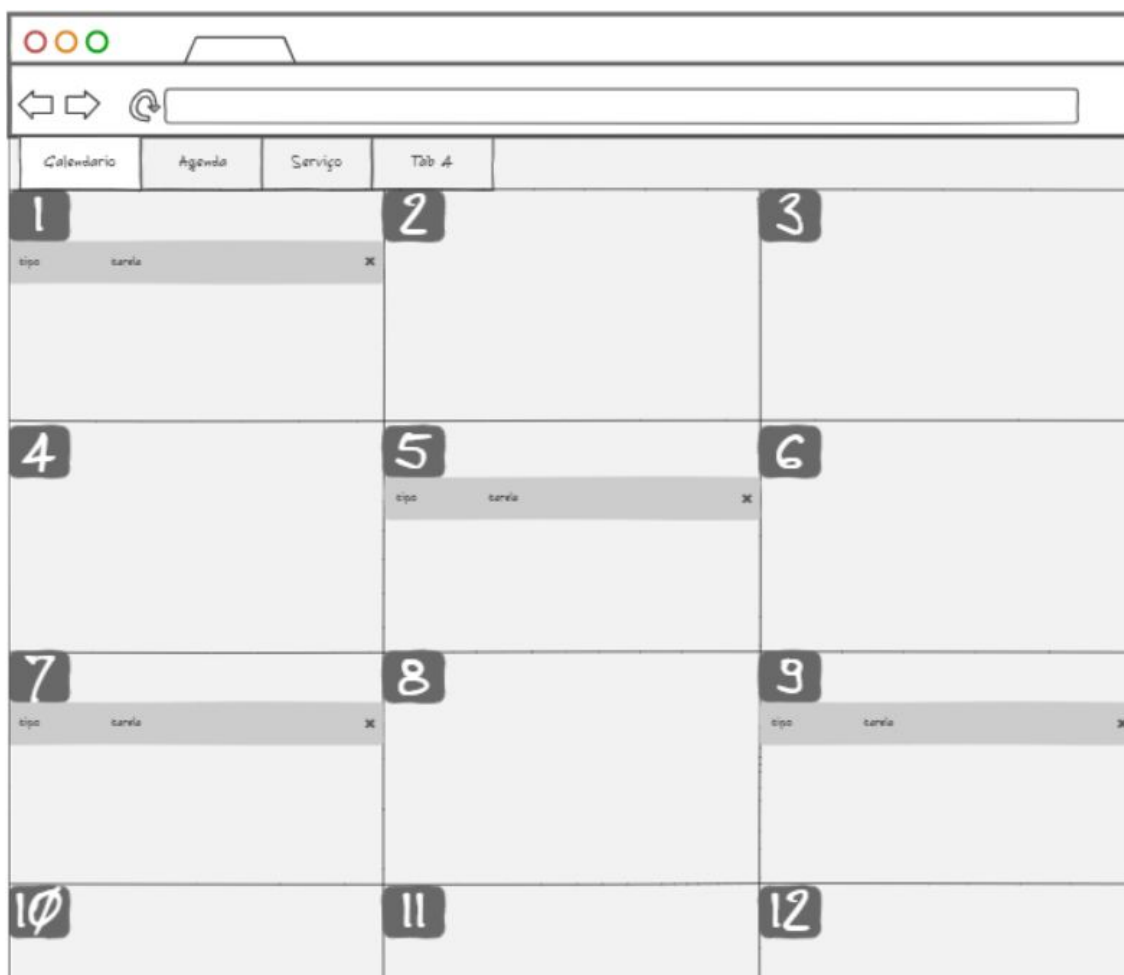 Calendario Agenda Serviço Tab 4
1 2 3
tipo tarefa x
4 5 6
tipo tarefa x
7 8 9
tipo tarefa x tipo tarefa x
10 11 12